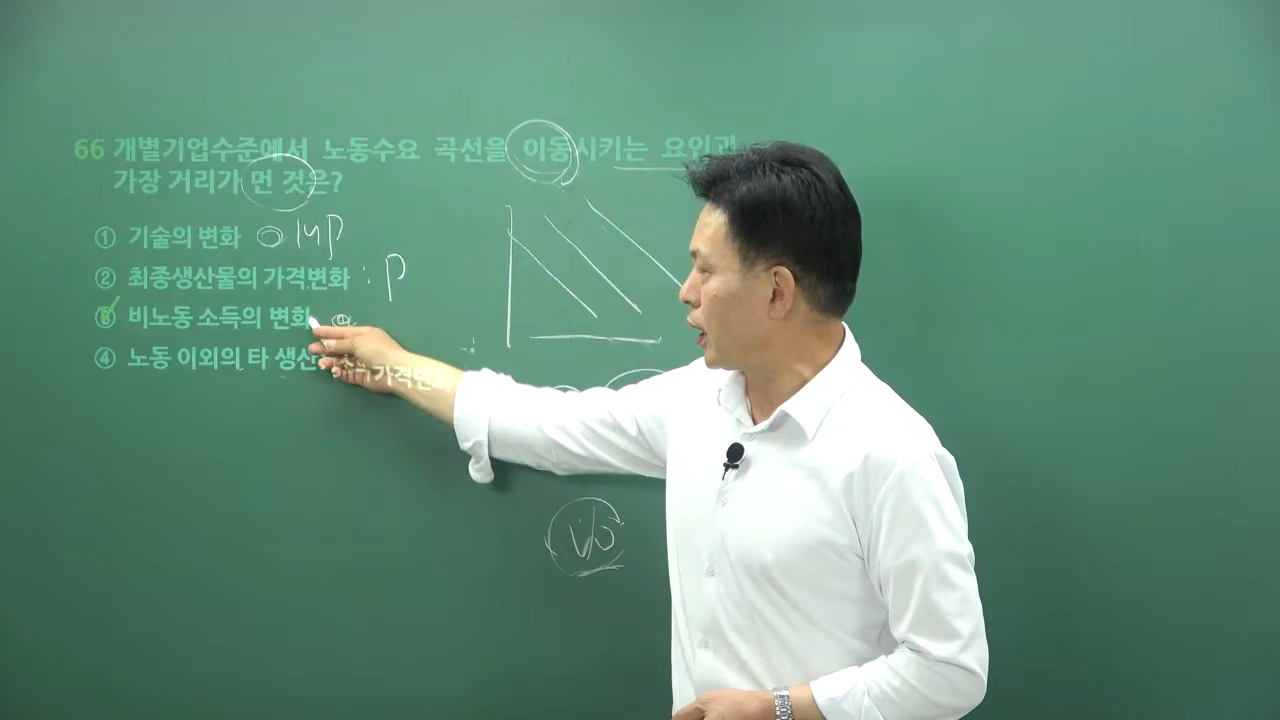 66 개별기업수준에서 노동수요 곡선을 이동시키는 요인과
가장 거리가 먼 것은?
① 기술의 변화 MP
② 최종생산물의 가격변화 : P
③ 비노동 소득의 변화
④ 노동 이외의 타 생산 가격변화